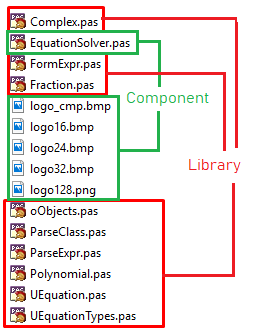 Complex.pas
EquationSolver.pas
FormExpr.pas
Fraction.pas
logo_cmp.bmp
logo16.bmp
logo24.bmp
logo32.bmp
logo128.png
oObjects.pas
ParseClass.pas
ParseExpr.pas
Polynomial.pas
UEquation.pas
UEquationTypes.pas
Component
Library